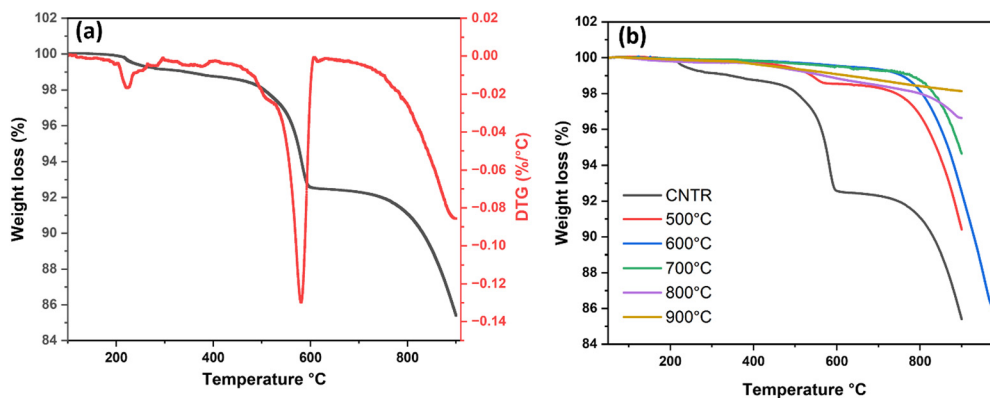 (a)
102
100
98
96
94
92
90
88
86
84
Weight loss (%)
200
400
600
800
Temperature °C
0.02
0.00
−0.02
−0.04
−0.06
−0.08
−0.10
−0.12
−0.14
DTG (%/°C)
(b)
102
100
98
96
94
92
90
88
86
84
Weight loss (%)
CNTR
500°C
600°C
700°C
800°C
900°C
200
400
600
800
Temperature °C